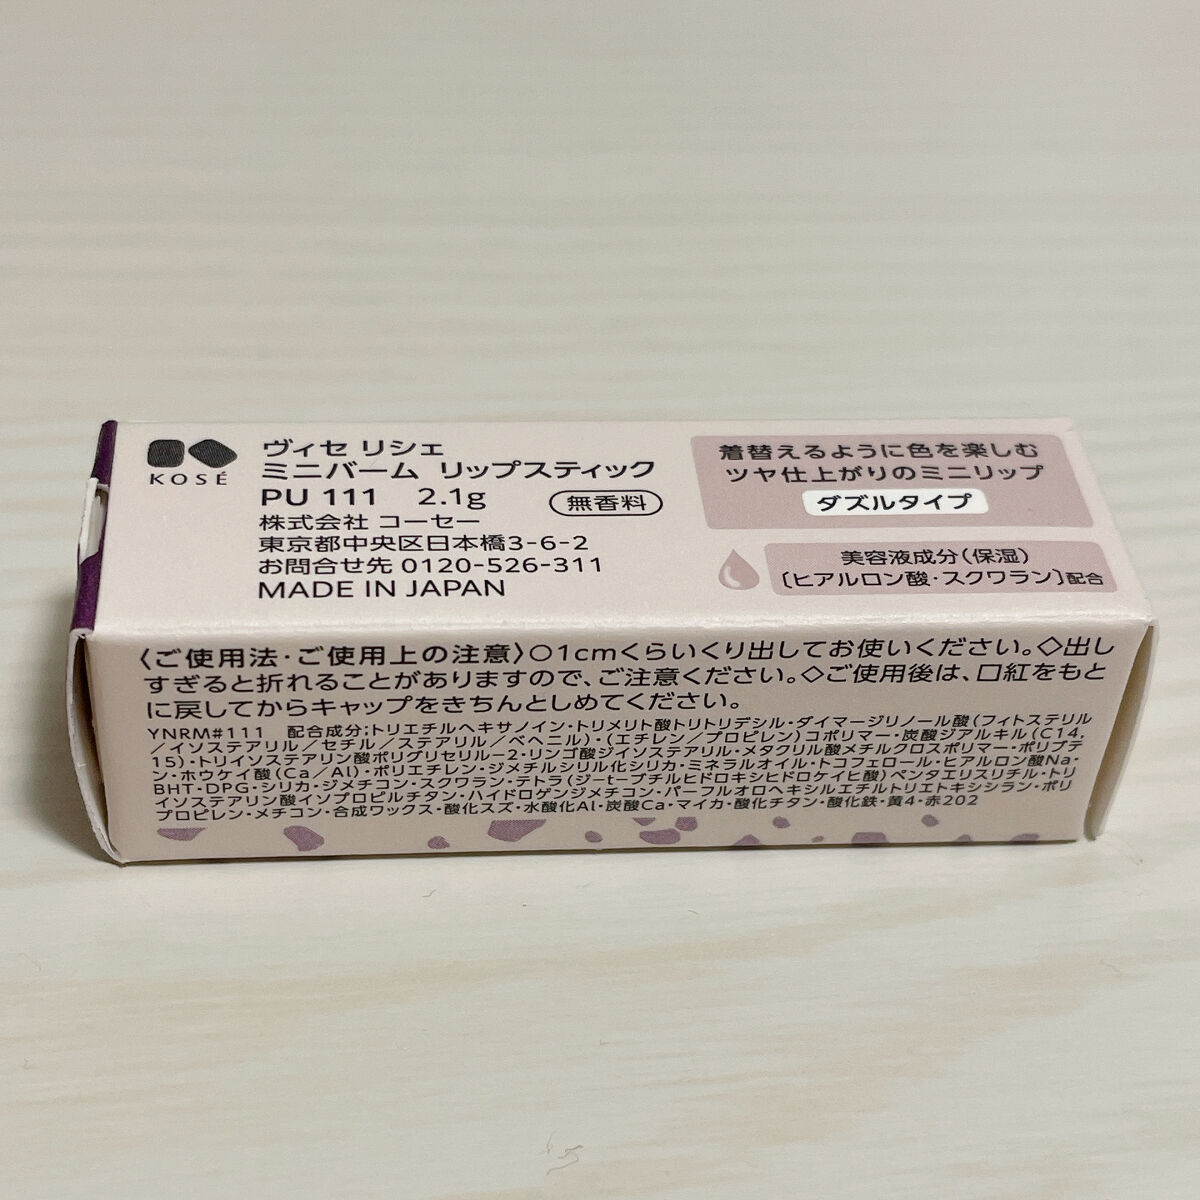 KOSÉ
ヴィセ リシェ
ミニバーム リップスティック
PU 111 2.1g 無香料
株式会社 コーセー
東京都中央区日本橋3-6-2
お問合せ先 0120-526-311
MADE IN JAPAN
着替えるように色を楽しむ
ツヤ仕上がりのミニリップ
ダズルタイプ
美容液成分(保湿)
〔ヒアルロン酸・スクワラン〕配合
〈ご使用法・ご使用上の注意〉○1cmくらいくり出してお使いください。◇出し
すぎると折れることがありますので、ご注意ください。◇ご使用後は、口紅をもと
に戻してからキャップをきちんとしめてください。
YNRM#111 配合成分:トリエチルヘキサノイン・トリメリト酸トリトリデシル・ダイマージリノール酸(フィトステリル
/イソステアリル/セチル/ステアリル/ベヘニル)・(エチレン/プロピレン)コポリマー・炭酸ジアルキル(C14,
15)・トリイソステアリン酸ポリグリセリル-2・リンゴ酸ジイソステアリル・メタクリル酸メチルクロスポリマー・ポリブテ
ン・ホウケイ酸(Ca/Al)・ポリエチレン・ジメチルシリル化シリカ・ミネラルオイル・トコフェロール・ヒアルロン酸Na・
BHT・DPG・シリカ・ジメチコン・スクワラン・テトラ(ジ-t-ブチルヒドロキシヒドロケイヒ酸)ペンタエリスリチル・トリ
イソステアリン酸イソプロピルチタン・ハイドロゲンジメチコン・パーフルオロヘキシルエチルトリエトキシシラン・ポリ
プロピレン・メチコン・合成ワックス・酸化スズ・水酸化Al・炭酸Ca・マイカ・酸化チタン・酸化鉄・黄4・赤202